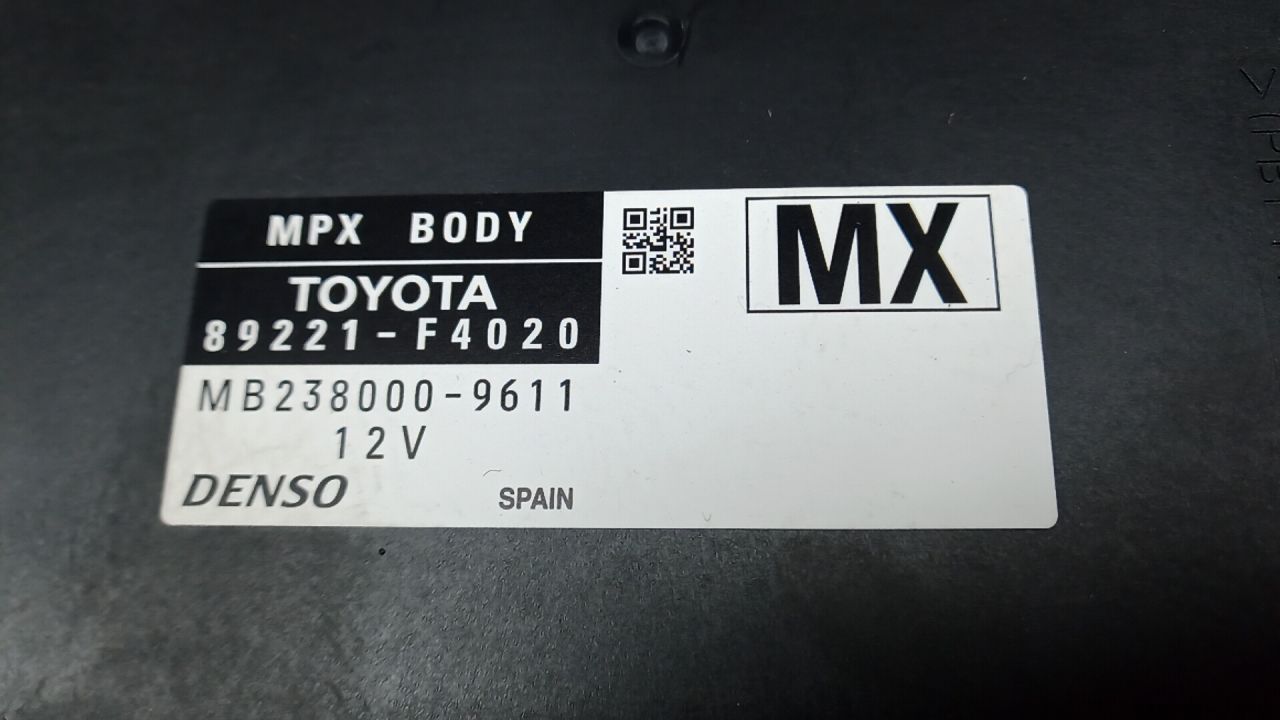 MPX BODY
TOYOTA
89221-F4020
MB238000-9611
12V
DENSO
SPAIN
MX